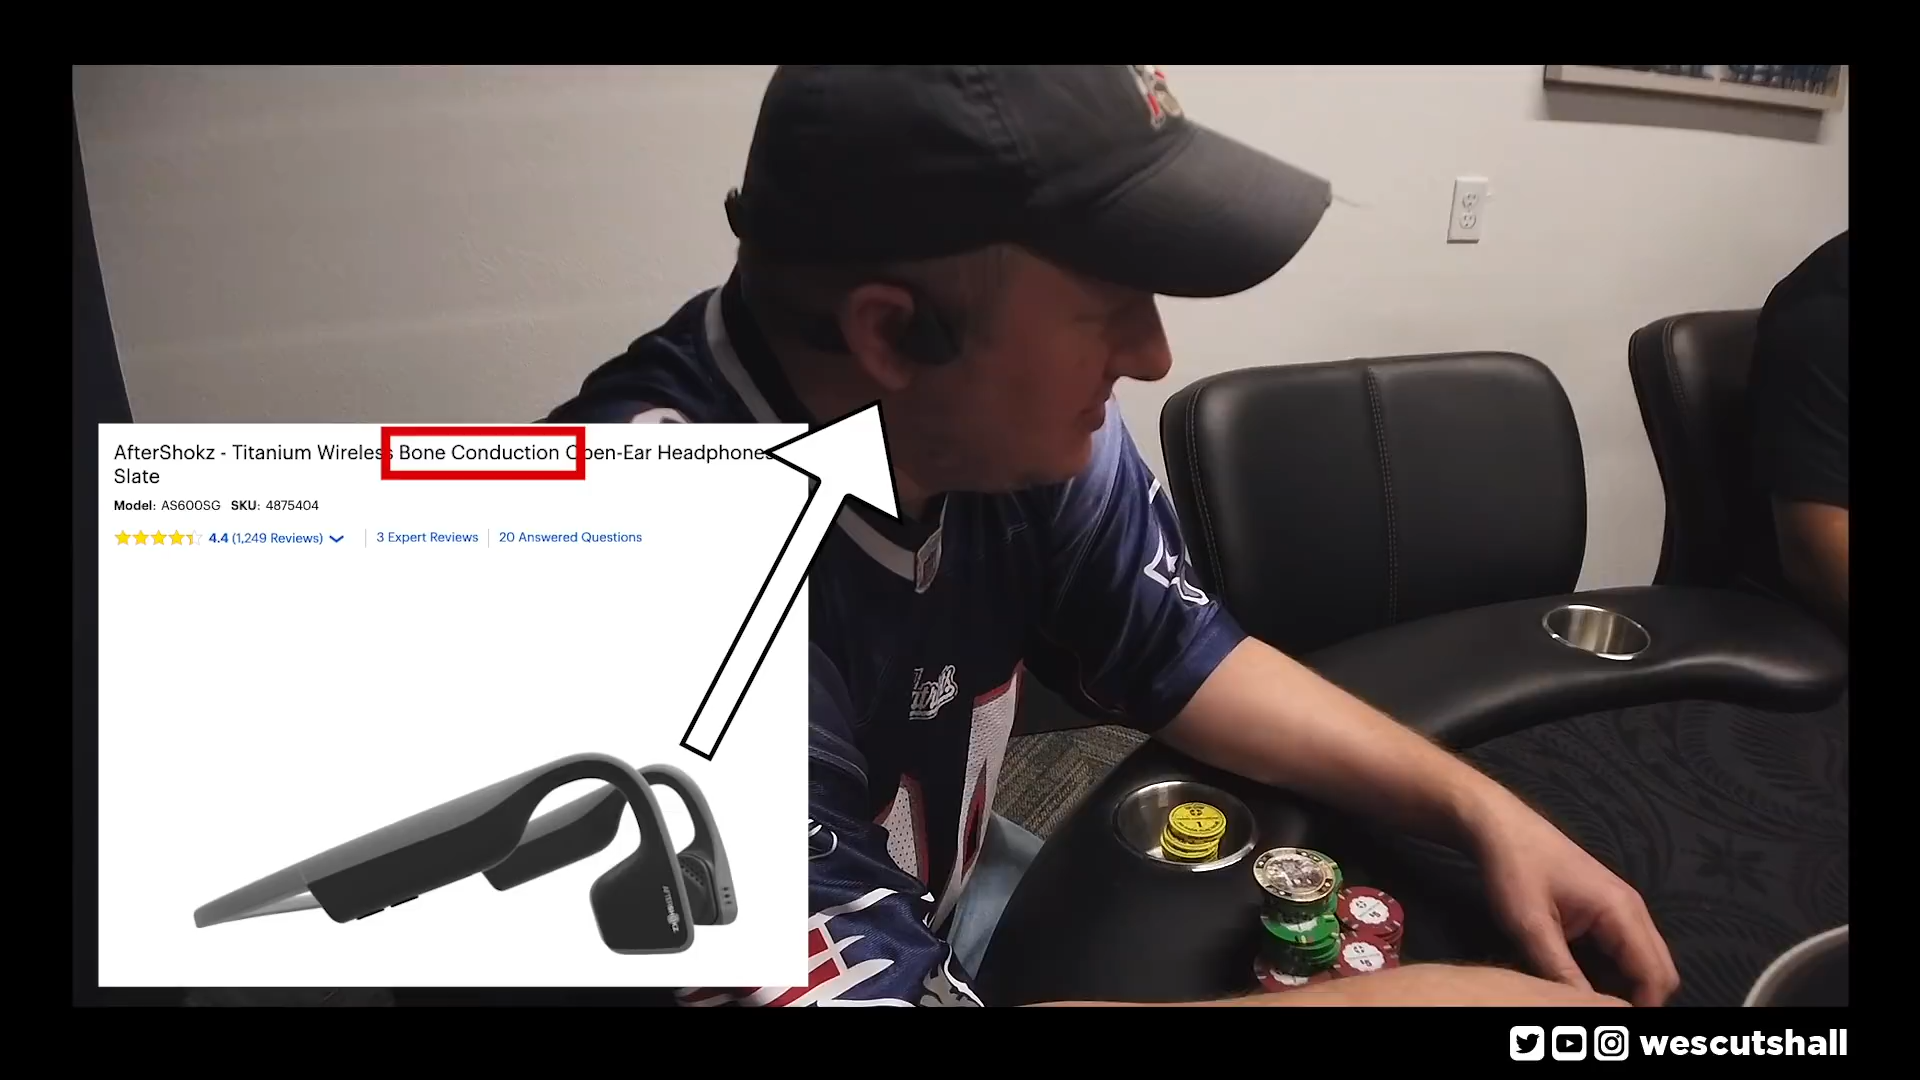 AfterShokz - Titanium Wireless Bone Conduction Open-Ear Headphones
Slate
Model: AS600SG SKU: 4875404
4.4 (1,249 Reviews)
3 Expert Reviews
20 Answered Questions
wescutshall